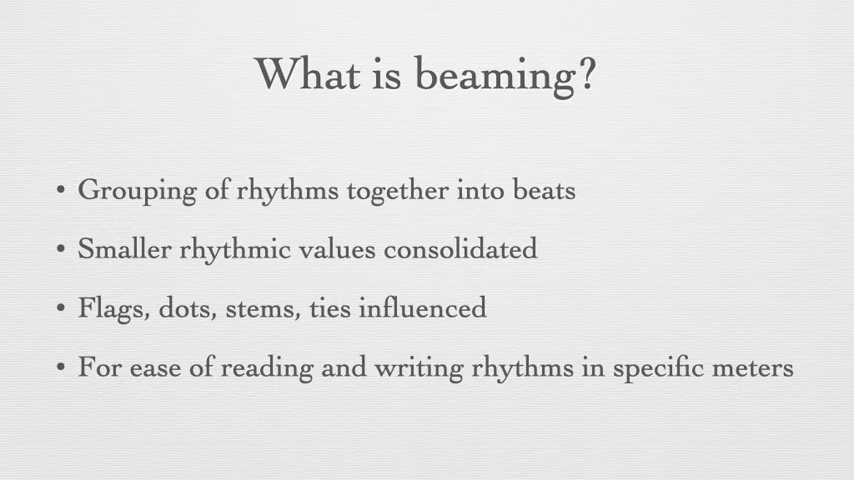 What is beaming?
• Grouping of rhythms together into beats
• Smaller rhythmic values consolidated
• Flags, dots, stems, ties influenced
• For ease of reading and writing rhythms in specific meters